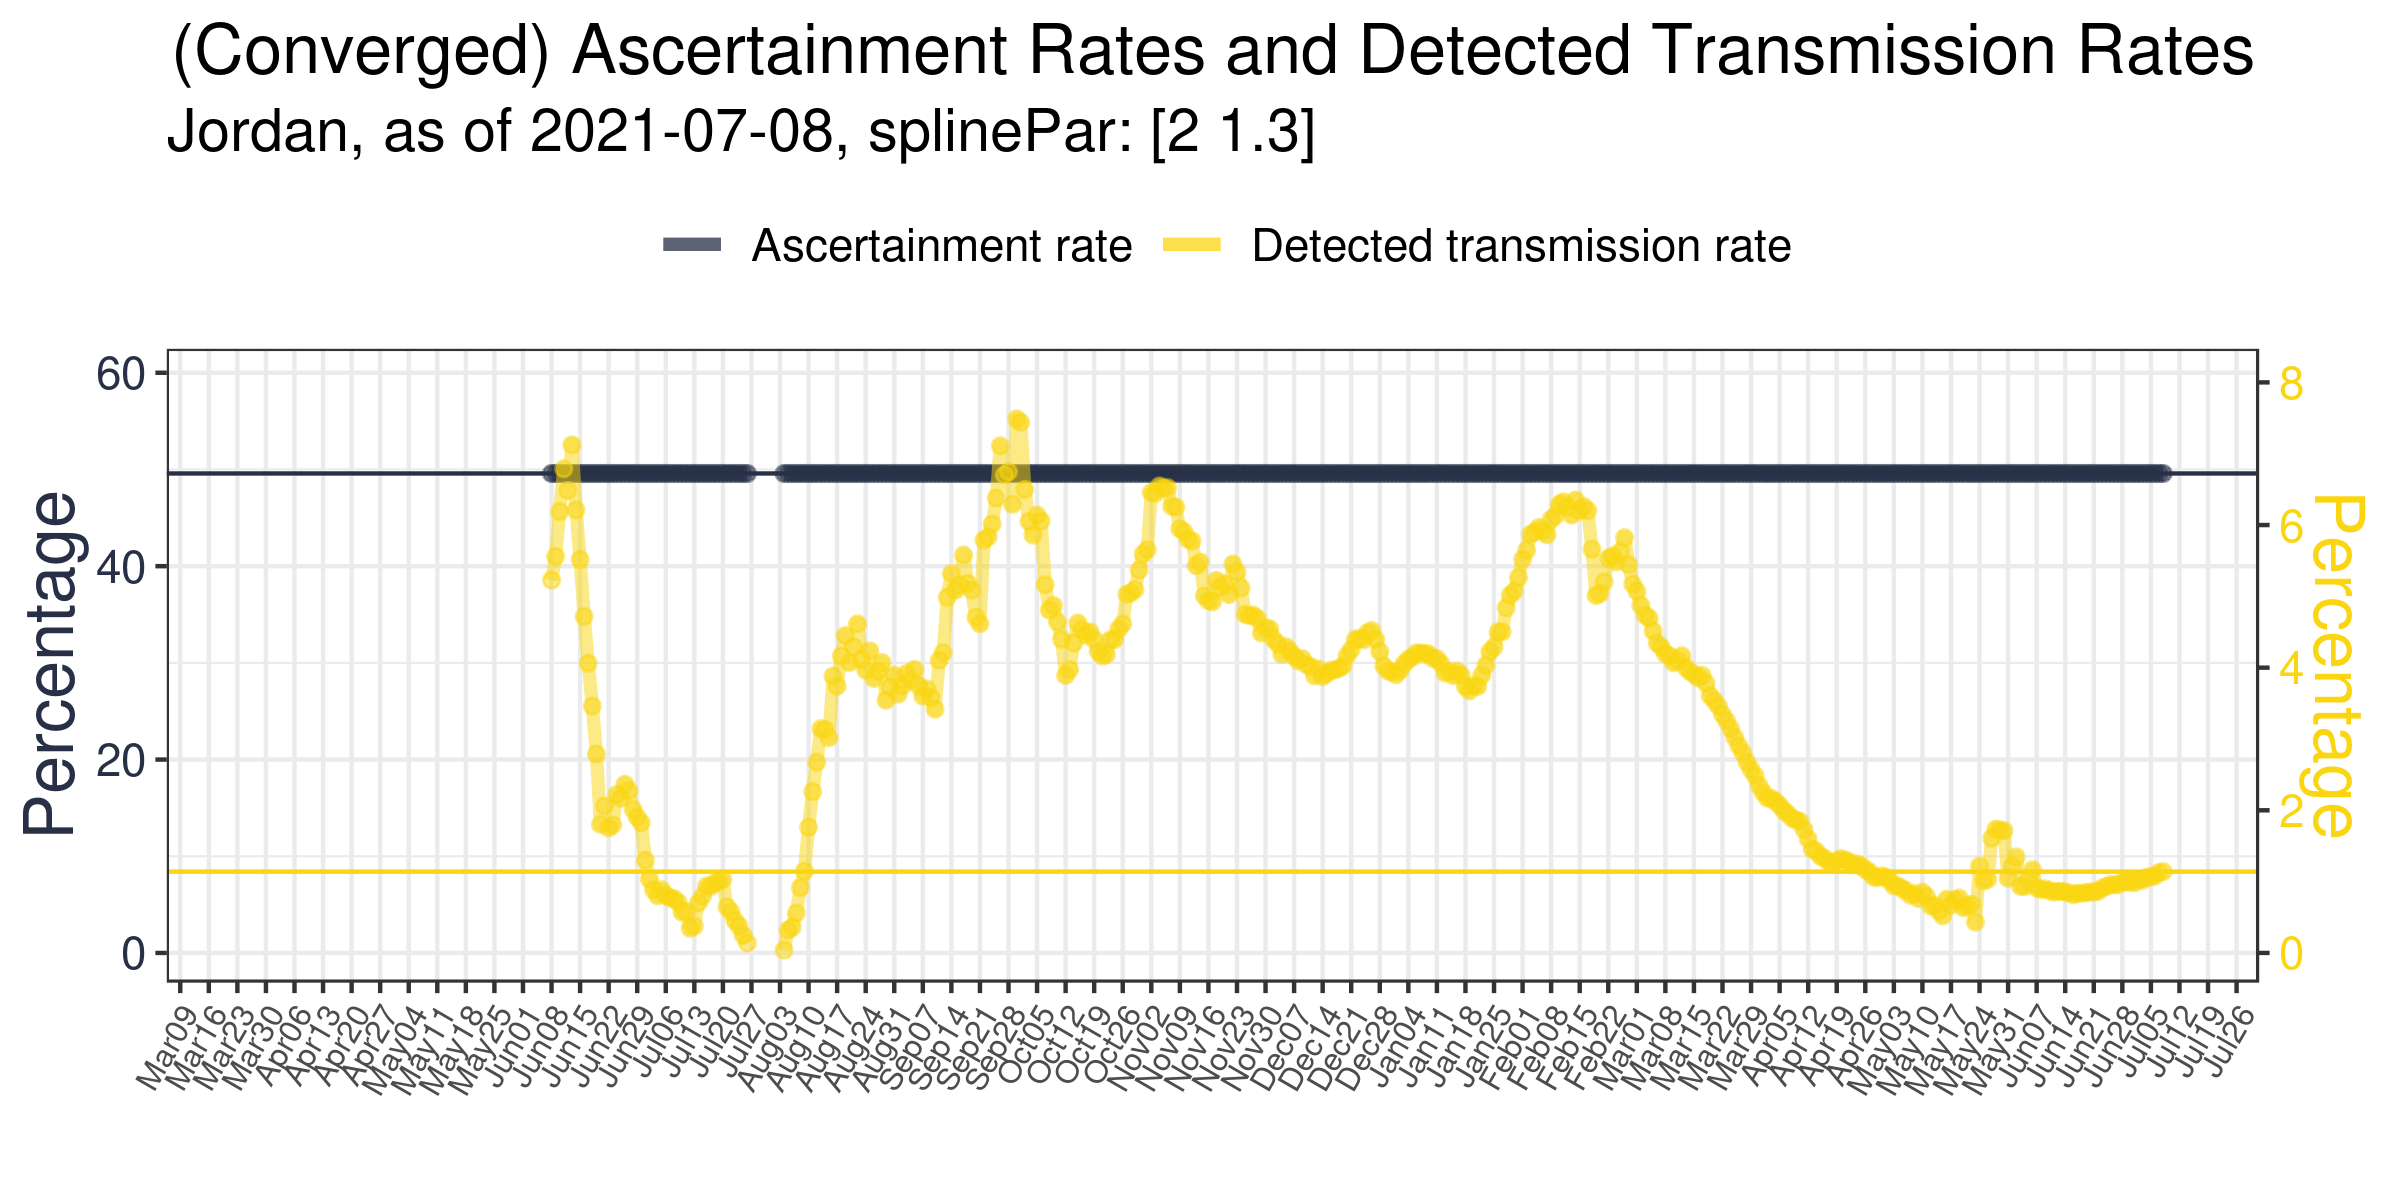 (Converged) Ascertainment Rates and Detected Transmission Rates
Jordan, as of 2021-07-08, splinePar: [2 1.3]
Ascertainment rate Detected transmission rate
Percentage
60
40
20
0
8
6
4
2
0
Percentage
Mar09
Mar16
Mar23
Mar30
Apr06
Apr13
Apr20
Apr27
May04
May11
May18
May25
Jun01
Jun08
Jun15
Jun22
Jun29
Jul06
Jul13
Jul20
Jul27
Aug03
Aug10
Aug17
Aug24
Aug31
Sep07
Sep14
Sep21
Sep28
Oct05
Oct12
Oct19
Oct26
Nov02
Nov09
Nov16
Nov23
Nov30
Dec07
Dec14
Dec21
Dec28
Jan04
Jan11
Jan18
Jan25
Feb01
Feb08
Feb15
Feb22
Mar01
Mar08
Mar15
Mar22
Mar29
Apr05
Apr12
Apr19
Apr26
May03
May10
May17
May24
May31
Jun07
Jun14
Jun21
Jun28
Jul05
Jul12
Jul19
Jul26